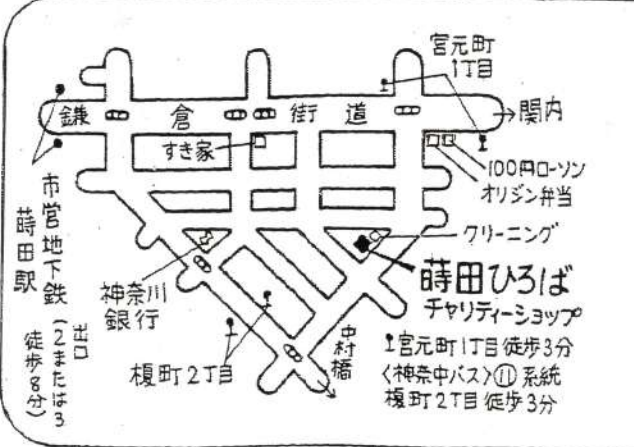 宮元町
1丁目
鎌倉街道
→関内
すき家
100円ローソン
オリジン弁当
クリーニング
市営地下鉄
蒔田駅
出口
(2または3
徒歩8分)
神奈川
銀行
榎町2丁目
中村橋
蒔田ひろば
チャリティーショップ
宮元町1丁目徒歩3分
〈神奈中バス〉⑪系統
榎町2丁目徒歩3分